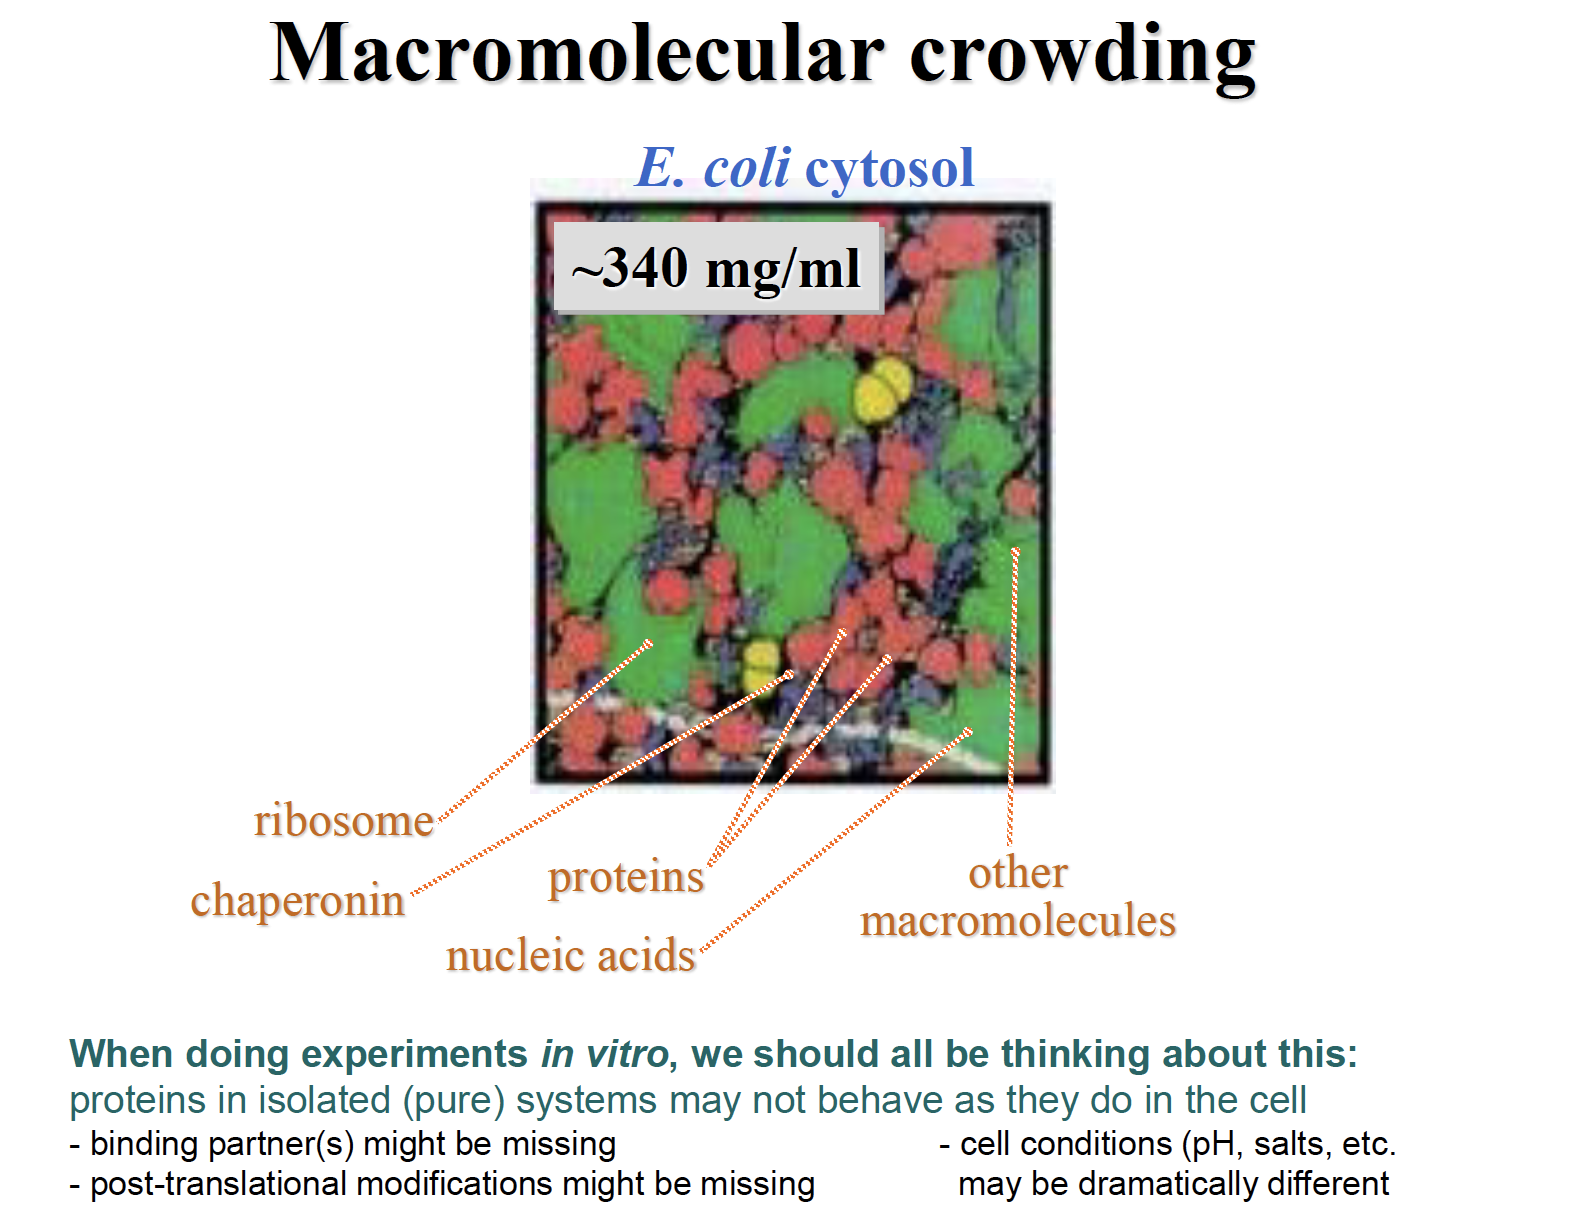 Macromolecular crowding
E. coli cytosol
~340 mg/ml
ribosome
chaperonin
proteins
nucleic acids
other
macromolecules
When doing experiments in vitro, we should all be thinking about this:
proteins in isolated (pure) systems may not behave as they do in the cell
- binding partner(s) might be missing
- post-translational modifications might be missing
- cell conditions (pH, salts, etc.
may be dramatically different